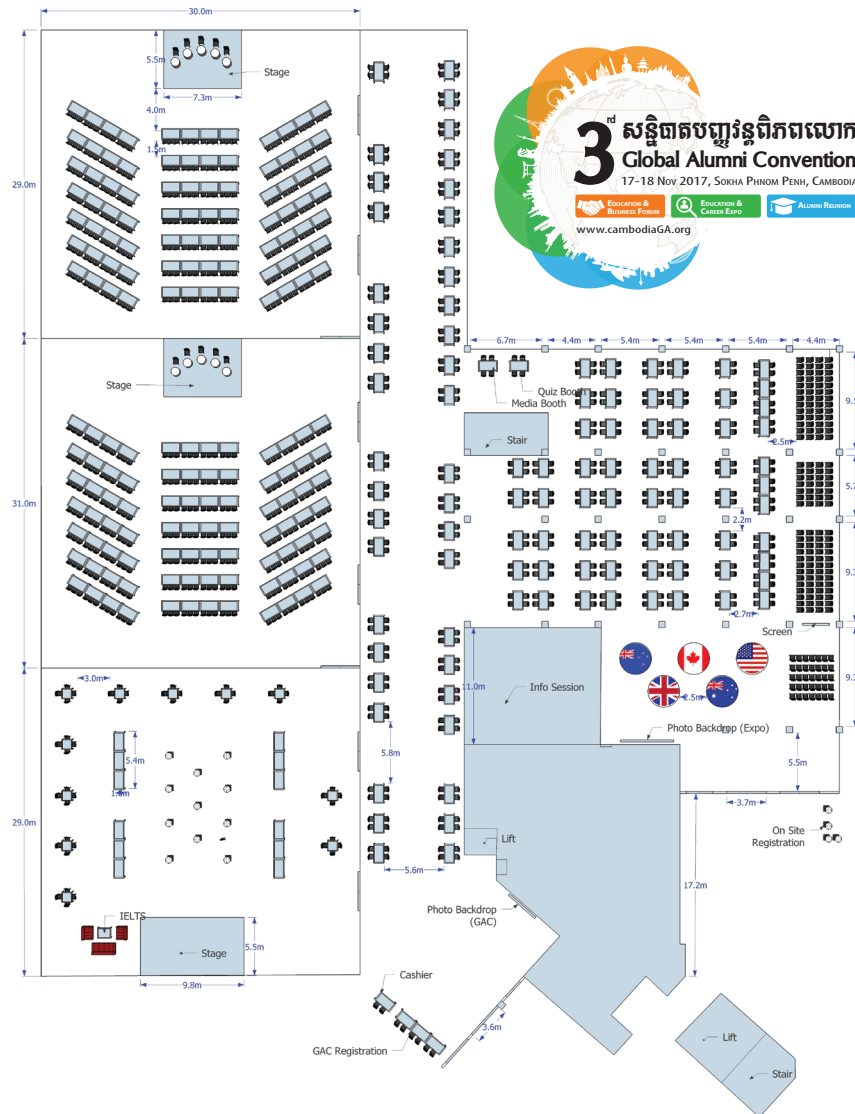 30.0m
5.5m
Stage
7.3m
4.0m
1.5m
29.0m
3rd
សន្និបាតបញ្ញវន្តពិភពលោក
Global Alumni Convention
17-18 Nov 2017, Sokha Phnom Penh, Cambodia
Education & Business Forum
Education & Career Expo
Alumni Reunion
www.cambodiaGA.org
6.7m
4.4m
5.4m
5.4m
5.4m
4.4m
Stage
Quiz Booth
Media Booth
Stair
2.5m
2.2m
31.0m
2.7m
Screen
11.0m
Info Session
2.5m
Photo Backdrop (Expo)
5.5m
3.0m
5.4m
5.8m
3.7m
29.0m
On Site
Registration
Lift
5.6m
17.2m
Photo Backdrop
(GAC)
IELTS
Stage
5.5m
9.8m
Cashier
GAC Registration
3.6m
Lift
Stair